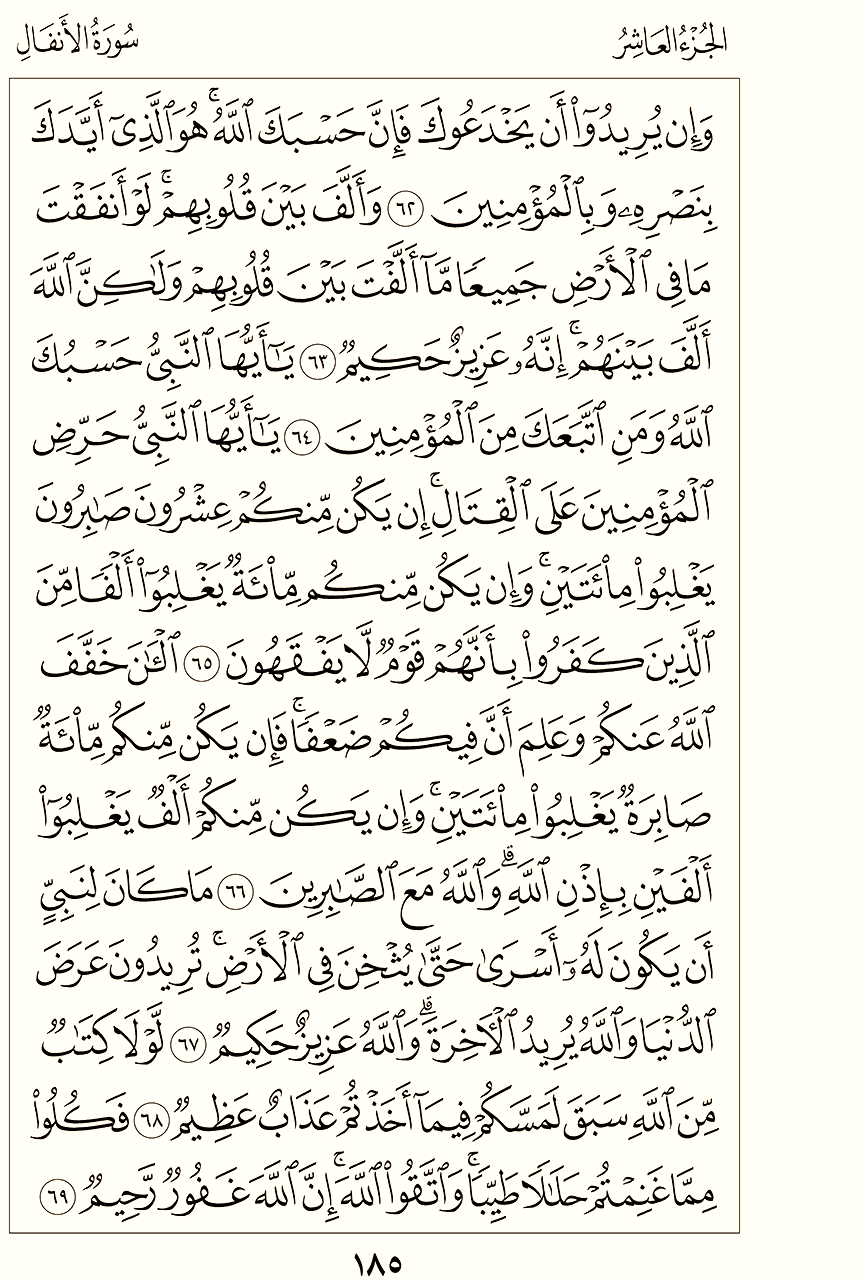 الجُزْءُ العَاشِرُ
سُورَةُ الأَنفَالِ
وَإِن يُرِيدُوٓا۟ أَن يَخْدَعُوكَ فَإِنَّ حَسْبَكَ ٱللَّهُ ۚ هُوَ ٱلَّذِىٓ أَيَّدَكَ
بِنَصْرِهِۦ وَبِٱلْمُؤْمِنِينَ ٦٢ وَأَلَّفَ بَيْنَ قُلُوبِهِمْ ۚ لَوْ أَنفَقْتَ
مَا فِى ٱلْأَرْضِ جَمِيعًا مَّآ أَلَّفْتَ بَيْنَ قُلُوبِهِمْ وَلَٰكِنَّ ٱللَّهَ
أَلَّفَ بَيْنَهُمْ ۚ إِنَّهُۥ عَزِيزٌ حَكِيمٌ ٦٣ يَٰٓأَيُّهَا ٱلنَّبِىُّ حَسْبُكَ
ٱللَّهُ وَمَنِ ٱتَّبَعَكَ مِنَ ٱلْمُؤْمِنِينَ ٦٤ يَٰٓأَيُّهَا ٱلنَّبِىُّ حَرِّضِ
ٱلْمُؤْمِنِينَ عَلَى ٱلْقِتَالِ ۚ إِن يَكُن مِّنكُمْ عِشْرُونَ صَٰبِرُونَ
يَغْلِبُوا۟ مِا۟ئَتَيْنِ ۚ وَإِن يَكُن مِّنكُم مِّا۟ئَةٌ يَغْلِبُوٓا۟ أَلْفًا مِّنَ
ٱلَّذِينَ كَفَرُوا۟ بِأَنَّهُمْ قَوْمٌ لَّا يَفْقَهُونَ ٦٥ ٱلْـَٰٔنَ خَفَّفَ
ٱللَّهُ عَنكُمْ وَعَلِمَ أَنَّ فِيكُمْ ضَعْفًا ۚ فَإِن يَكُن مِّنكُم مِّا۟ئَةٌ
صَابِرَةٌ يَغْلِبُوا۟ مِا۟ئَتَيْنِ ۚ وَإِن يَكُن مِّنكُمْ أَلْفٌ يَغْلِبُوٓا۟
أَلْفَيْنِ بِإِذْنِ ٱللَّهِ ۗ وَٱللَّهُ مَعَ ٱلصَّٰبِرِينَ ٦٦ مَا كَانَ لِنَبِىٍّ
أَن يَكُونَ لَهُۥٓ أَسْرَىٰ حَتَّىٰ يُثْخِنَ فِى ٱلْأَرْضِ ۚ تُرِيدُونَ عَرَضَ
ٱلدُّنْيَا وَٱللَّهُ يُرِيدُ ٱلْـَٔاخِرَةَ ۗ وَٱللَّهُ عَزِيزٌ حَكِيمٌ ٦٧ لَّوْلَا كِتَٰبٌ
مِّنَ ٱللَّهِ سَبَقَ لَمَسَّكُمْ فِيمَآ أَخَذْتُمْ عَذَابٌ عَظِيمٌ ٦٨ فَكُلُوا۟
مِمَّا غَنِمْتُمْ حَلَٰلًا طَيِّبًا ۚ وَٱتَّقُوا۟ ٱللَّهَ ۚ إِنَّ ٱللَّهَ غَفُورٌ رَّحِيمٌ ٦٩
١٨٥